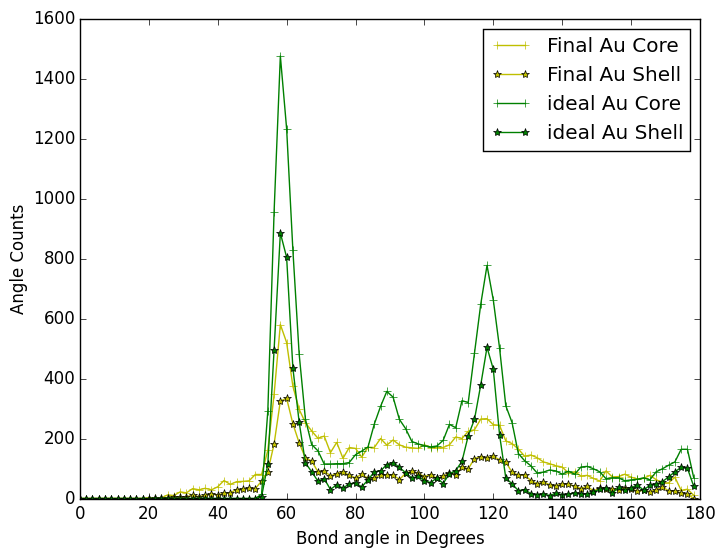 1600
1400
1200
1000
800
600
400
200
0
Angle Counts
Final Au Core
Final Au Shell
ideal Au Core
ideal Au Shell
0 20 40 60 80 100 120 140 160 180
Bond angle in Degrees